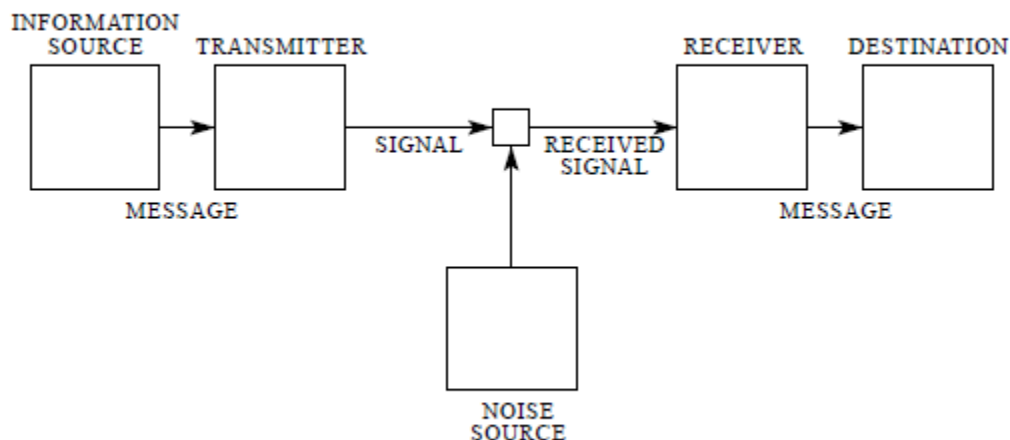 INFORMATION
SOURCE
TRANSMITTER
RECEIVER
DESTINATION
SIGNAL
RECEIVED
SIGNAL
MESSAGE
MESSAGE
NOISE
SOURCE